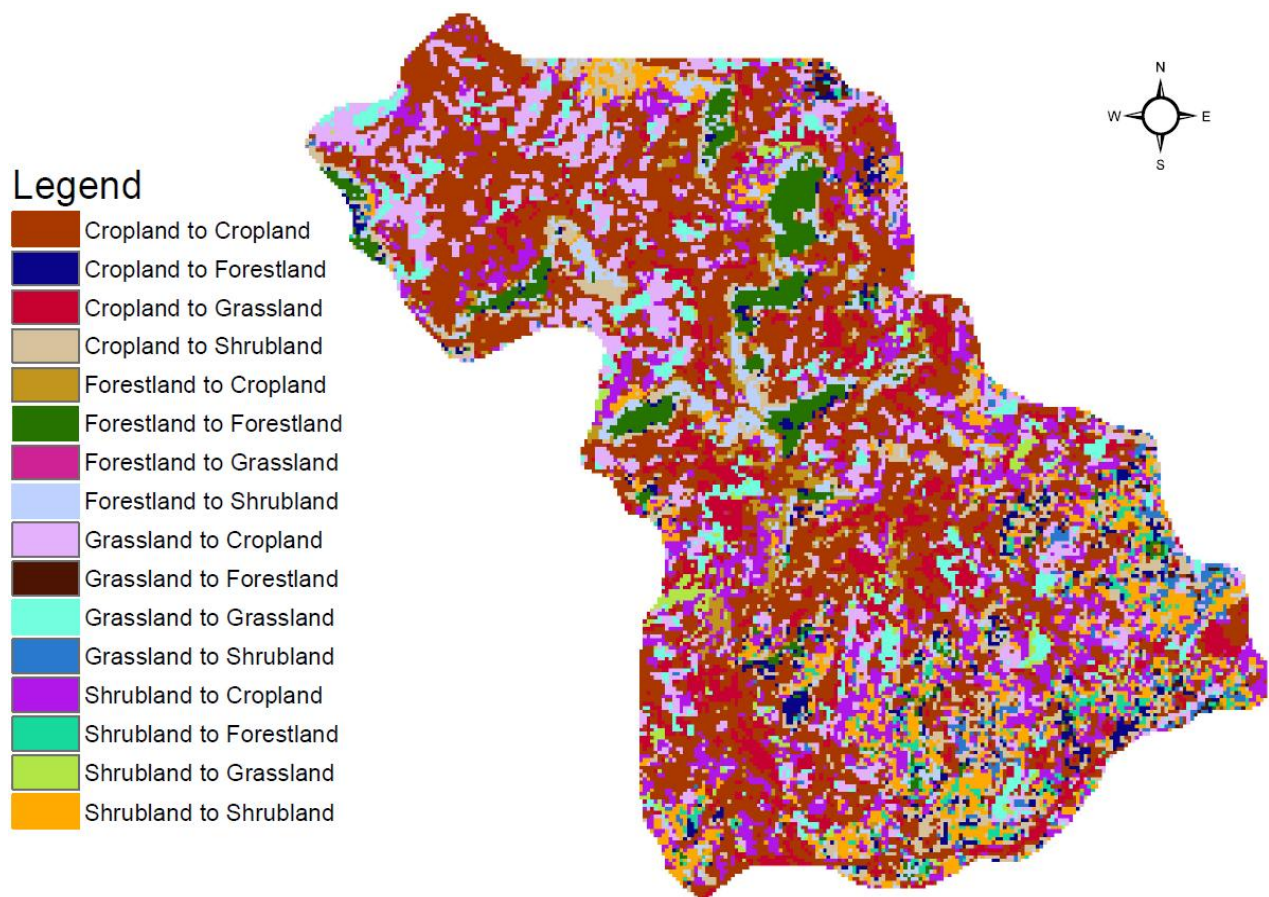 N
W E
S
Legend
Cropland to Cropland
Cropland to Forestland
Cropland to Grassland
Cropland to Shrubland
Forestland to Cropland
Forestland to Forestland
Forestland to Grassland
Forestland to Shrubland
Grassland to Cropland
Grassland to Forestland
Grassland to Grassland
Grassland to Shrubland
Shrubland to Cropland
Shrubland to Forestland
Shrubland to Grassland
Shrubland to Shrubland